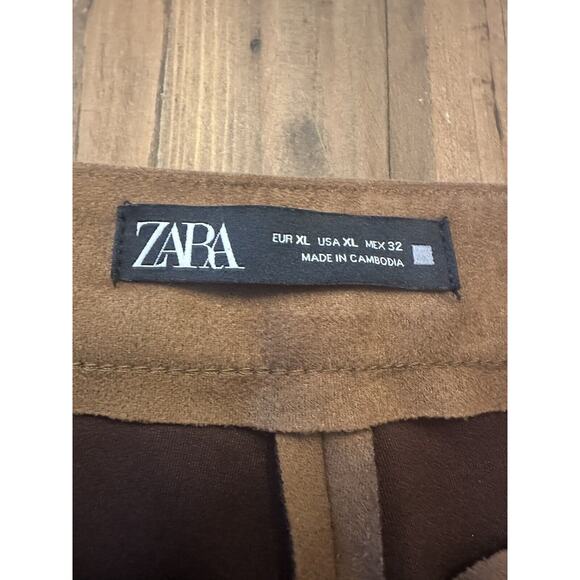 ZARA
EUR XL USA XL MEX 32
MADE IN CAMBODIA